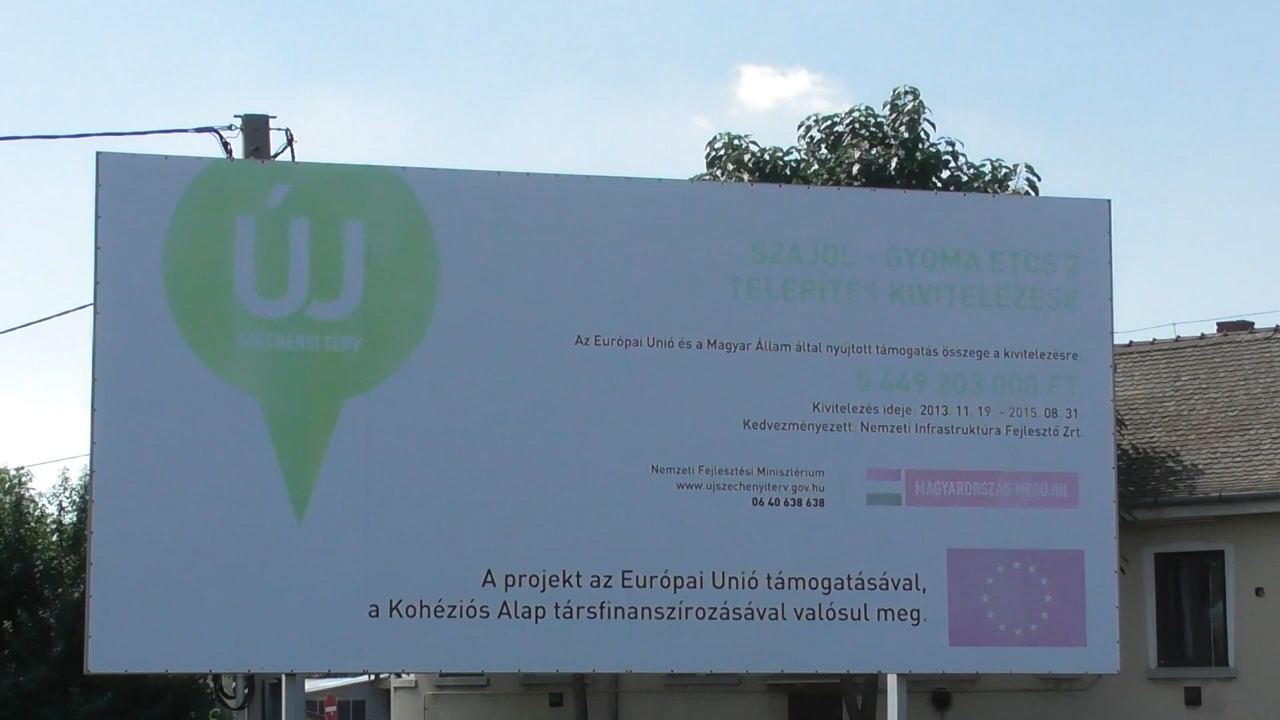 ÚJ
SZÉCHENYI TERV
SZAJOL - GYOMA ETCS 2
TELEPÍTÉS KIVITELEZÉSE
Az Európai Unió és a Magyar Állam által nyújtott támogatás összege a kivitelezésre
5 449 203 000 FT
Kivitelezés ideje 2013. 11. 19. - 2015. 08. 31
Kedvezményezett: Nemzeti Infrastruktúra Fejlesztő Zrt.
Nemzeti Fejlesztési Minisztérium
www.ujszechenyiterv.gov.hu
06 40 638 638
MAGYARORSZÁG MEGÚJUL
A projekt az Európai Unió támogatásával,
a Kohéziós Alap társfinanszírozásával valósul meg.